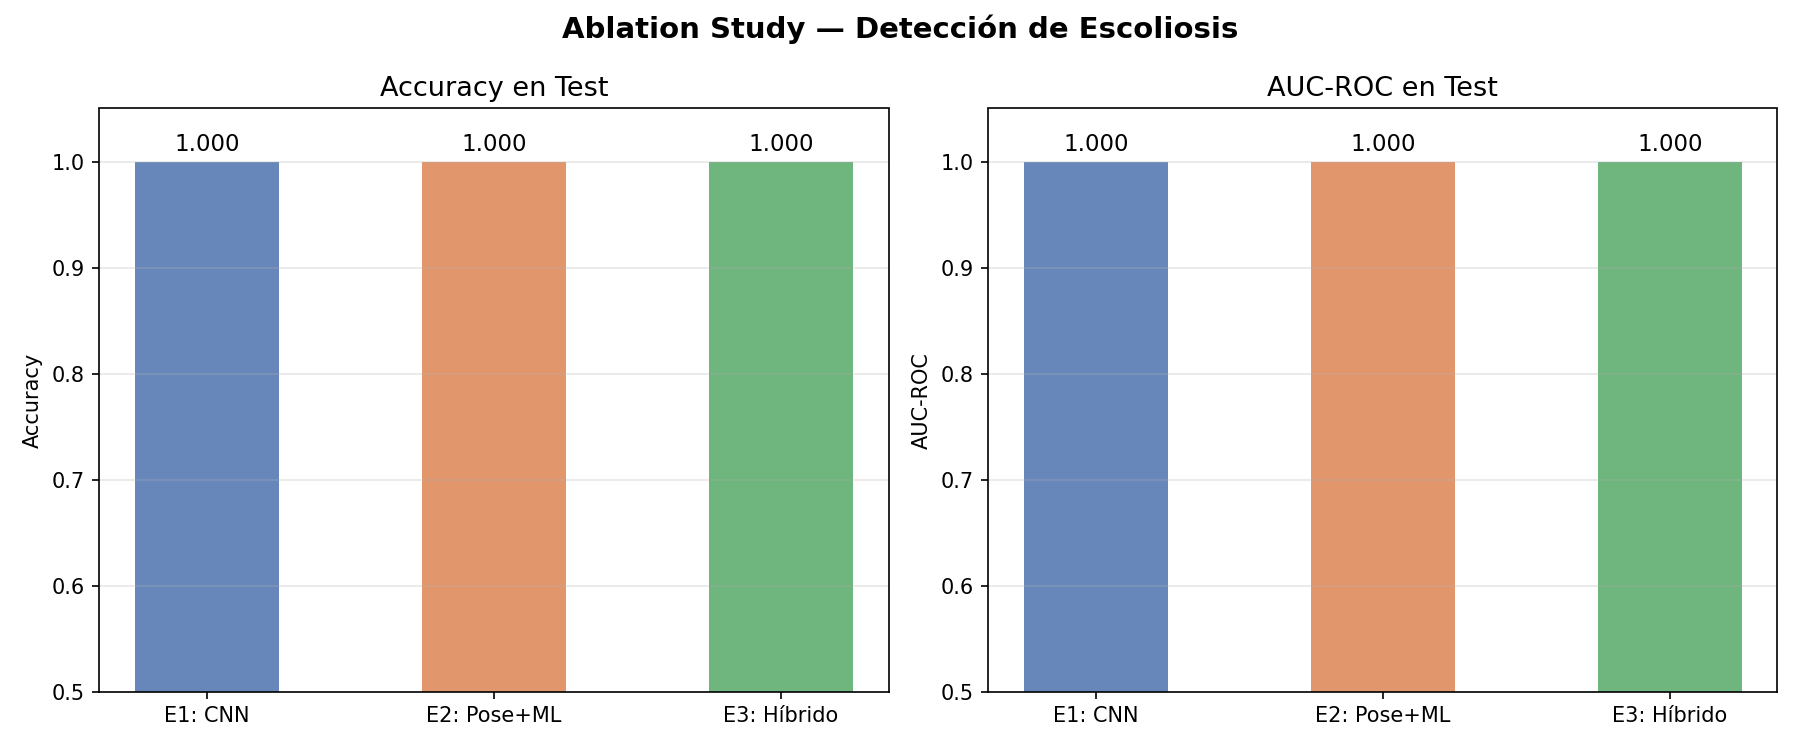 Ablation Study — Detección de Escoliosis
Accuracy en Test
1.000 1.000 1.000
1.0
0.9
0.8
0.7
0.6
0.5
Accuracy
E1: CNN E2: Pose+ML E3: Híbrido
AUC-ROC en Test
1.000 1.000 1.000
1.0
0.9
0.8
0.7
0.6
0.5
AUC-ROC
E1: CNN E2: Pose+ML E3: Híbrido